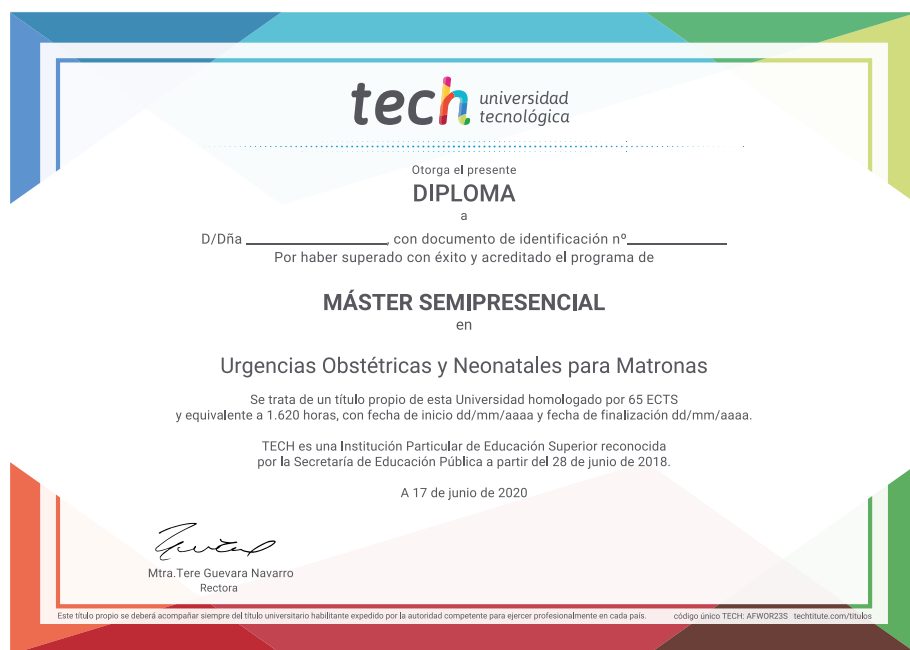 tech universidad
tecnológica
Otorga el presente
DIPLOMA
a
D/Dña ________________, con documento de identificación nº____________
Por haber superado con éxito y acreditado el programa de
MÁSTER SEMIPRESENCIAL
en
Urgencias Obstétricas y Neonatales para Matronas
Se trata de un título propio de esta Universidad homologado por 65 ECTS
y equivalente a 1.620 horas, con fecha de inicio dd/mm/aaaa y fecha de finalización dd/mm/aaaa.
TECH es una Institución Particular de Educación Superior reconocida
por la Secretaría de Educación Pública a partir del 28 de junio de 2018.
A 17 de junio de 2020
Mtra.Tere Guevara Navarro
Rectora
Este título propio se deberá acompañar siempre del título universitario habilitante expedido por la autoridad competente para ejercer profesionalmente en cada país. código único TECH: AFWOR23S techtitute.com/titulos